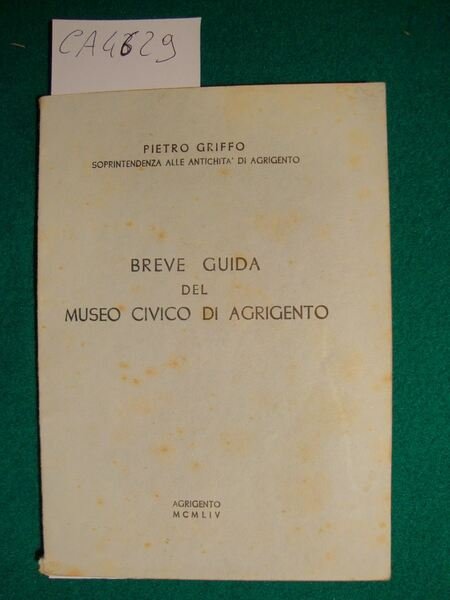 CA4629
PIETRO GRIFFO
SOPRINTENDENZA ALLE ANTICHITA' DI AGRIGENTO
BREVE GUIDA
DEL
MUSEO CIVICO DI AGRIGENTO
AGRIGENTO
MCMLIV